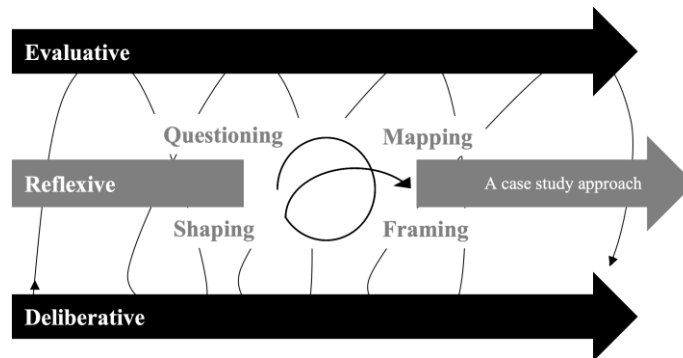 Evaluative
Questioning
Mapping
Reflexive
A case study approach
Shaping
Framing
Deliberative